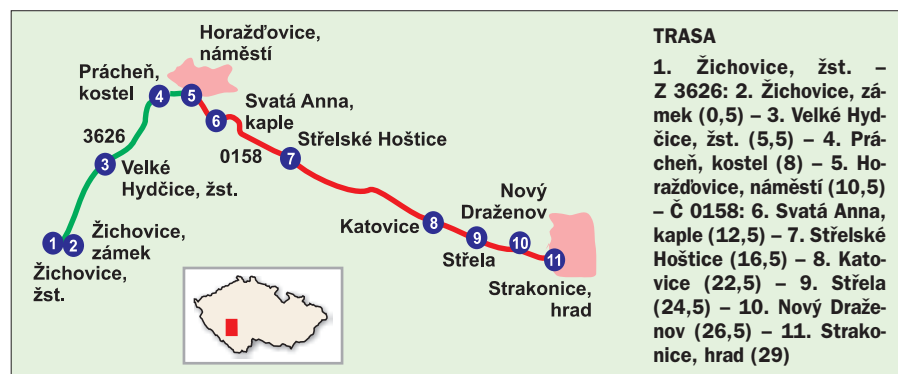 Horažďovice,
náměstí
Prácheň,
kostel
4
5
Svatá Anna,
kaple
6
3626
Střelské Hoštice
0158
7
3
Velké
Hydčice, žst.
Nový
Draženov
Žichovice,
zámek
1
2
Katovice
8
9
10
11
Střela
Žichovice,
žst.
Strakonice,
hrad
TRASA
1. Žichovice, žst. –
Z 3626: 2. Žichovice, zá-
mek (0,5) – 3. Velké Hyd-
čice, žst. (5,5) – 4. Prá-
cheň, kostel (8) – 5. Ho-
ražďovice, náměstí (10,5)
– Č 0158: 6. Svatá Anna,
kaple (12,5) – 7. Střelské
Hoštice (16,5) – 8. Kato-
vice (22,5) – 9. Střela
(24,5) – 10. Nový Draže-
nov (26,5) – 11. Strako-
nice, hrad (29)